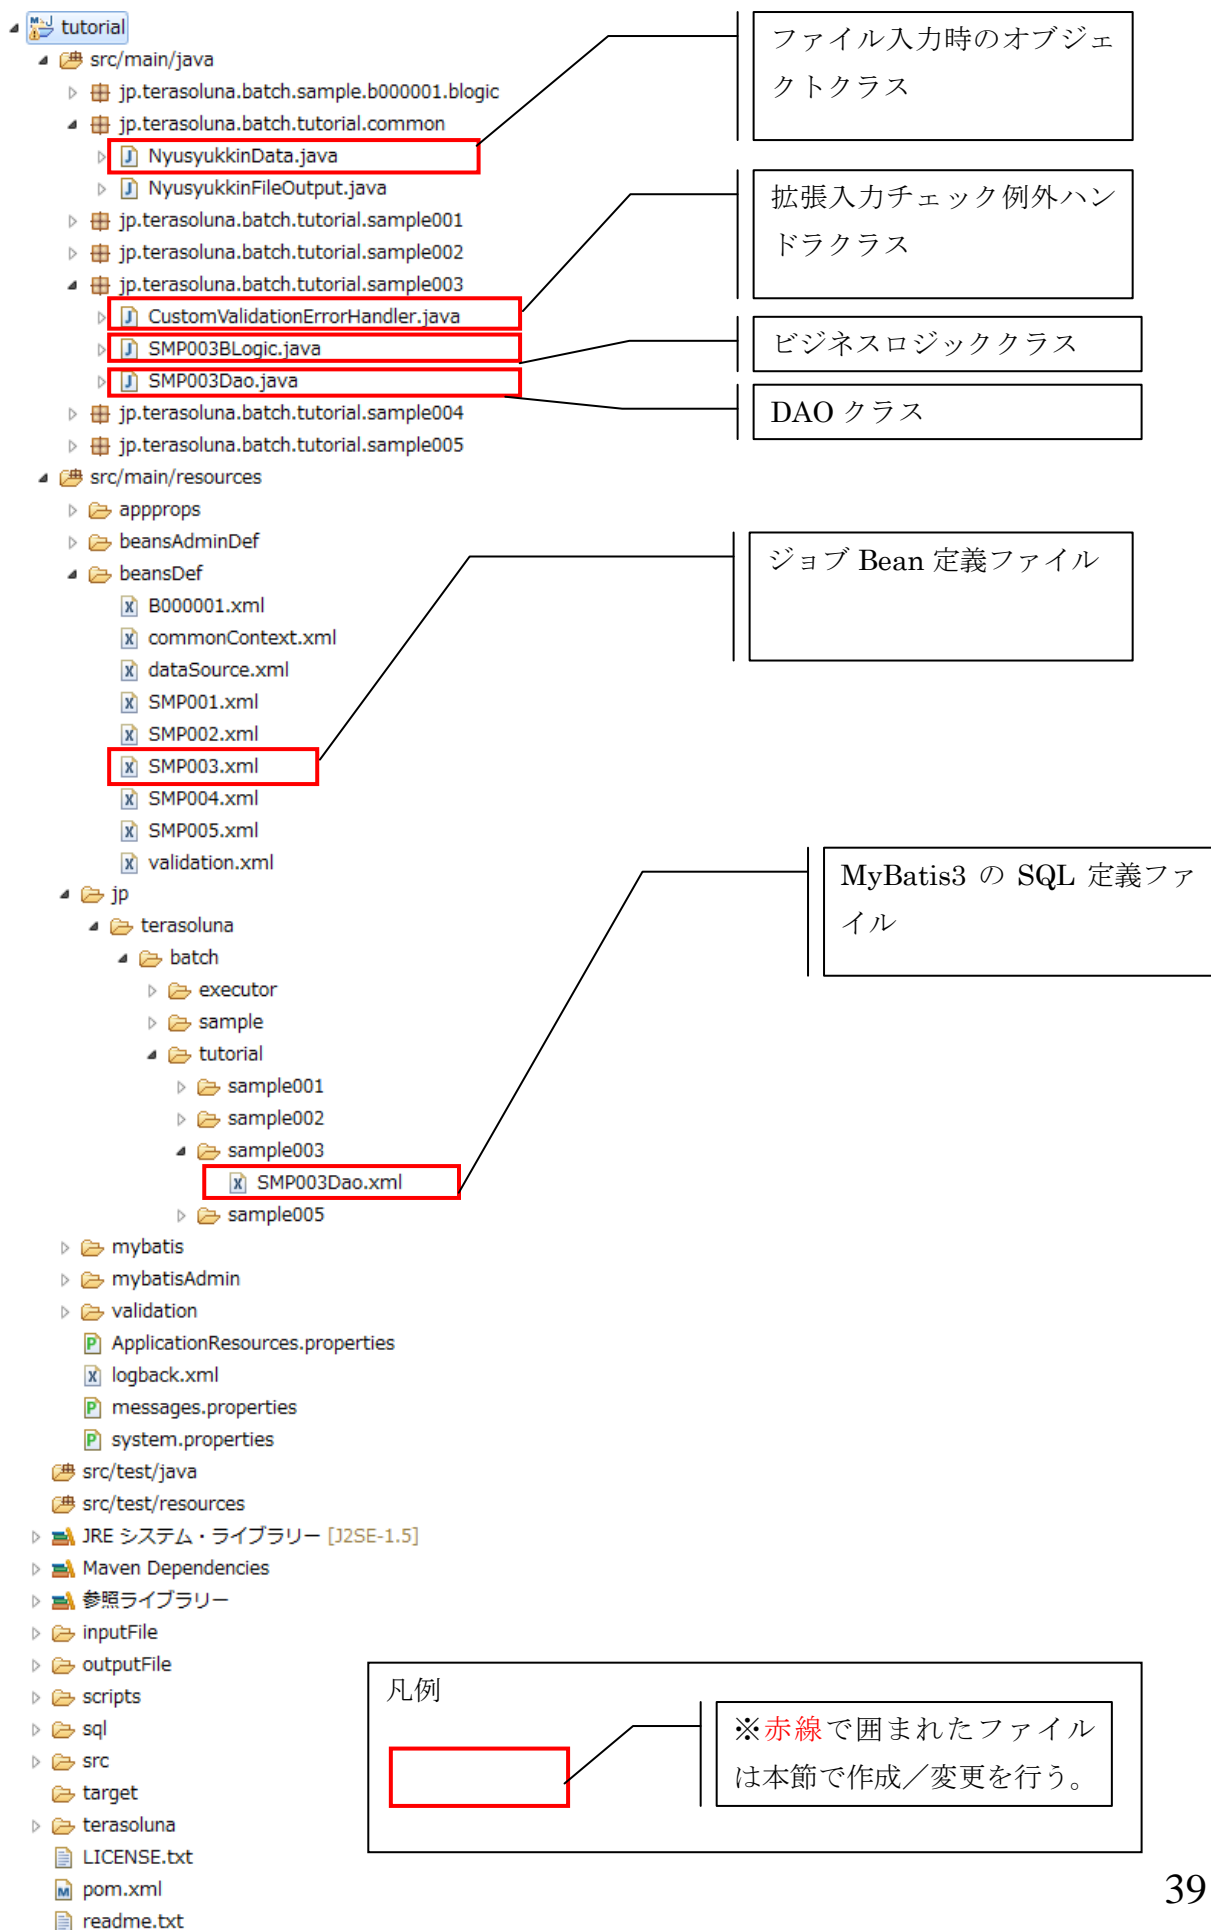 tutorial
src/main/java
jp.terasoluna.batch.sample.b000001.blogic
jp.terasoluna.batch.tutorial.common
NyusyukkinData.java
NyusyukkinFileOutput.java
jp.terasoluna.batch.tutorial.sample001
jp.terasoluna.batch.tutorial.sample002
jp.terasoluna.batch.tutorial.sample003
CustomValidationErrorHandler.java
SMP003BLogic.java
SMP003Dao.java
jp.terasoluna.batch.tutorial.sample004
jp.terasoluna.batch.tutorial.sample005
src/main/resources
appprops
beansAdminDef
beansDef
B000001.xml
commonContext.xml
dataSource.xml
SMP001.xml
SMP002.xml
SMP003.xml
SMP004.xml
SMP005.xml
validation.xml
jp
terasoluna
batch
executor
sample
tutorial
sample001
sample002
sample003
SMP003Dao.xml
sample005
mybatis
mybatisAdmin
validation
ApplicationResources.properties
logback.xml
messages.properties
system.properties
src/test/java
src/test/resources
JRE システム・ライブラリー [J2SE-1.5]
Maven Dependencies
参照ライブラリー
inputFile
outputFile
scripts
sql
src
target
terasoluna
LICENSE.txt
pom.xml
readme.txt
ファイル入力時のオブジェ
クトクラス
拡張入力チェック例外ハン
ドラクラス
ビジネスロジッククラス
DAO クラス
ジョブ Bean 定義ファイル
MyBatis3 の SQL 定義ファ
イル
凡例
※赤線で囲まれたファイル
は本節で作成／変更を行う。
39